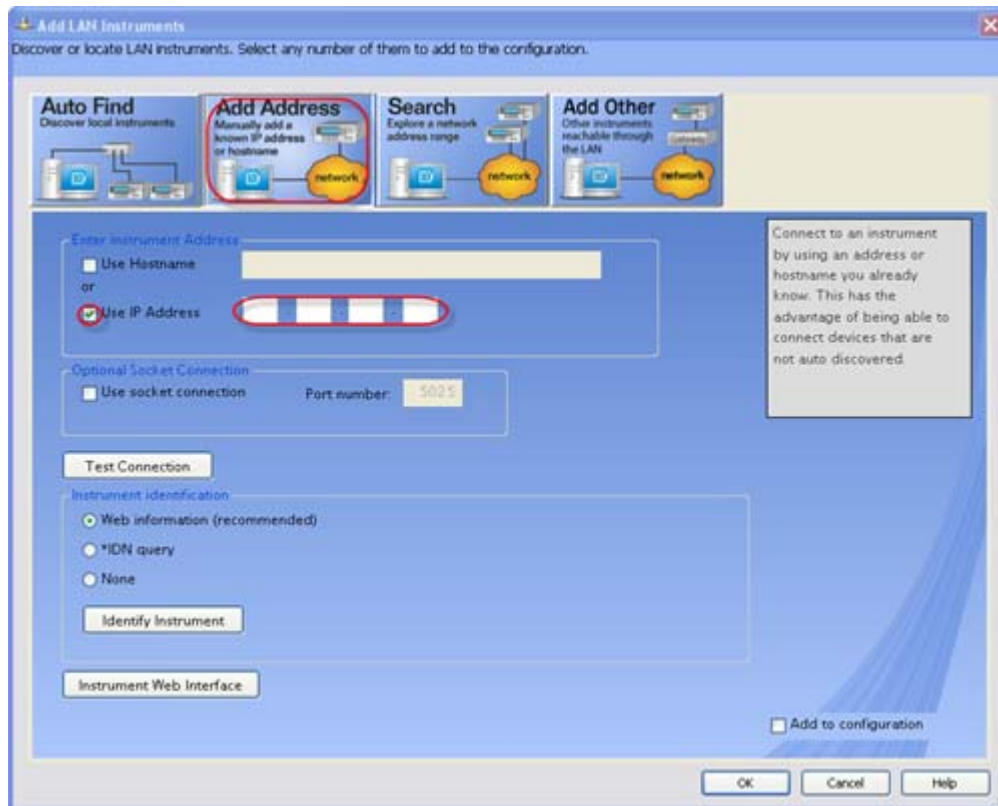 Add LAN Instruments
Discover or locate LAN instruments. Select any number of them to add to the configuration.
Auto Find
Discover local instruments
Add Address
Manually add a
known IP address
or hostname
network
Search
Explore a network
address range
network
Add Other
Other instruments
reachable through
the LAN
Gateway
network
Enter Instrument Address
Use Hostname
or
Use IP Address
Optional Socket Connection
Use socket connection Port number: 5025
Test Connection
Instrument identification
Web information (recommended)
*IDN query
None
Identify Instrument
Instrument Web Interface
Connect to an instrument
by using an address or
hostname you already
know. This has the
advantage of being able to
connect devices that are
not auto discovered.
Add to configuration
OK Cancel Help